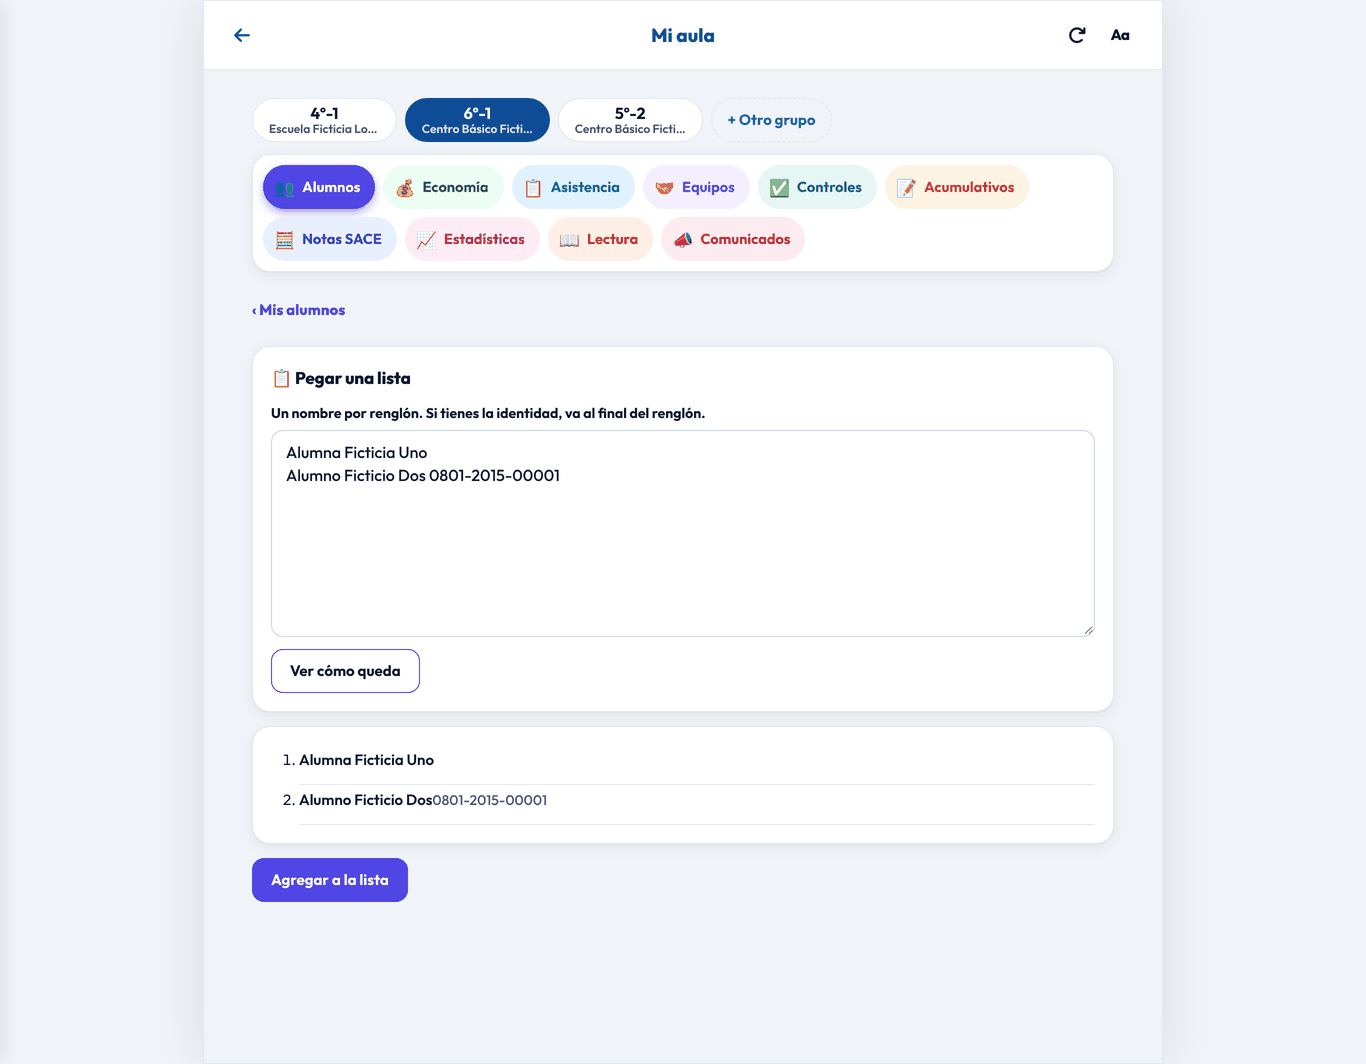 Mi aula
Aa
4°-1
Escuela Ficticia Lo...
6°-1
Centro Básico Ficti...
5°-2
Centro Básico Ficti...
+ Otro grupo
Alumnos
Economía
Asistencia
Equipos
Controles
Acumulativos
Notas SACE
Estadísticas
Lectura
Comunicados
‹ Mis alumnos
Pegar una lista
Un nombre por renglón. Si tienes la identidad, va al final del renglón.
Alumna Ficticia Uno
Alumno Ficticio Dos 0801-2015-00001
Ver cómo queda
1. Alumna Ficticia Uno
2. Alumno Ficticio Dos0801-2015-00001
Agregar a la lista